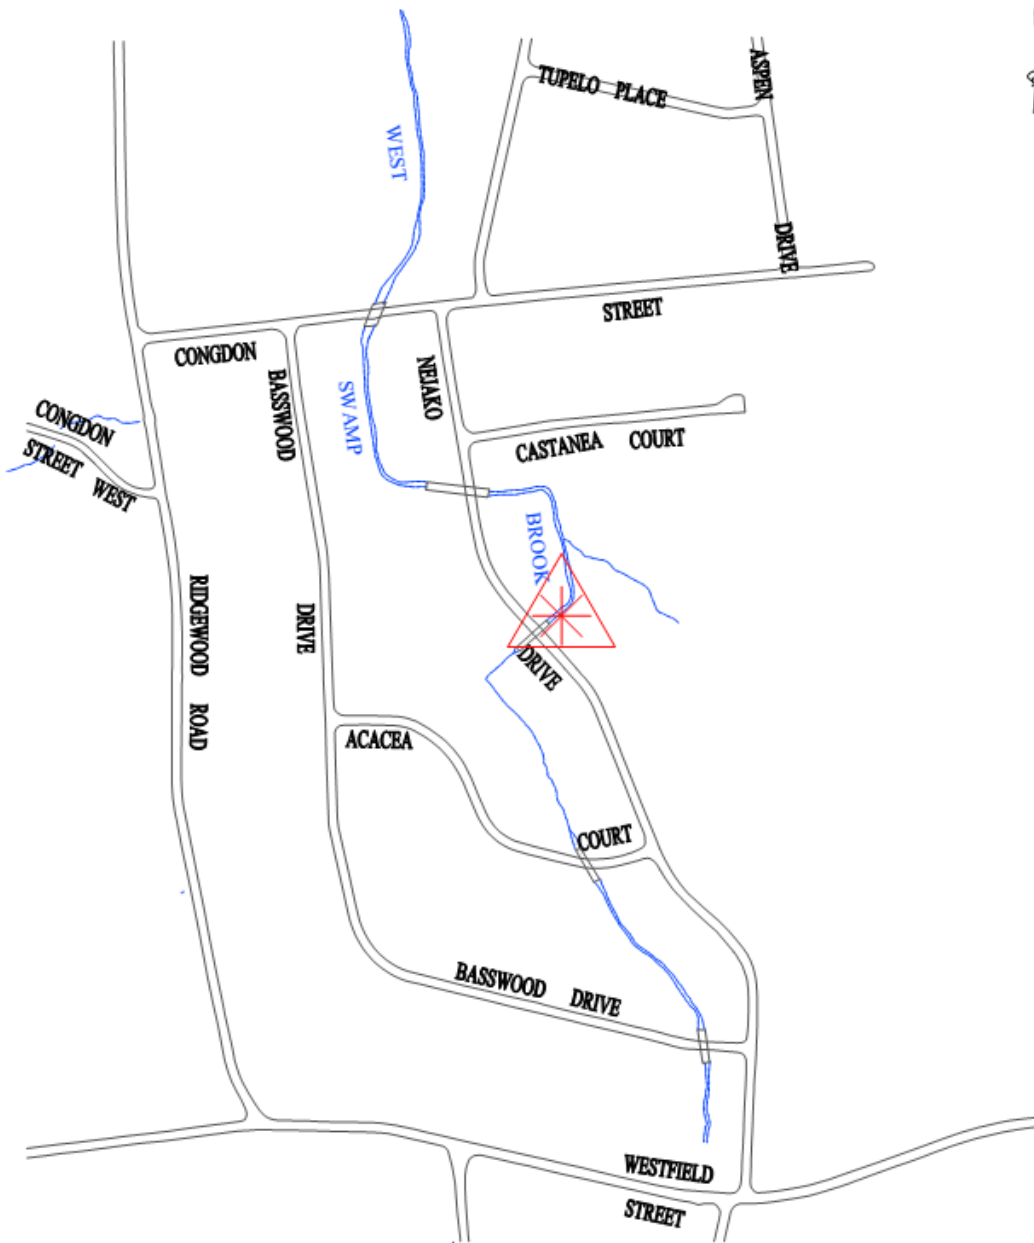 TUPELO PLACE
ASPEN
DRIVE
WEST
STREET
CONGDON
NEJAKO
BASSWOOD
SWAMP
CONGDON
STREET WEST
CASTANEA COURT
BROOK
RIDGEWOOD ROAD
DRIVE
DRIVE
ACACEA
COURT
BASSWOOD DRIVE
WESTFIELD
STREET